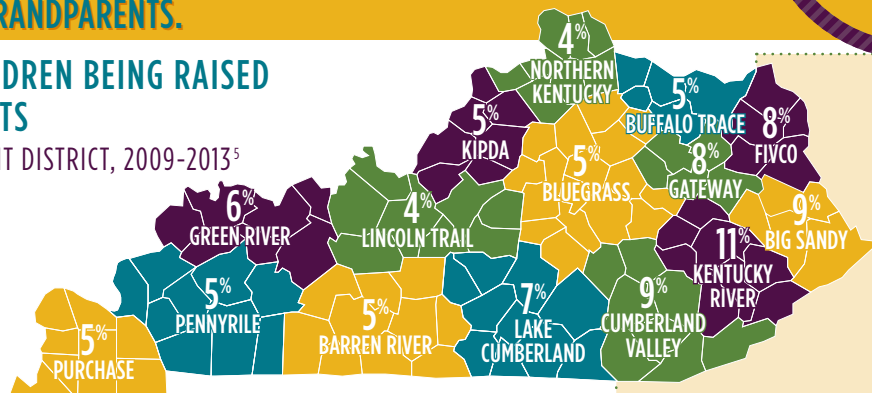 GRANDPARENTS.
DREN BEING RAISED
TS
T DISTRICT, 2009-2013⁵
4%
NORTHERN
KENTUCKY
5%
BUFFALO TRACE
8%
FIVCO
5%
KIPDA
5%
BLUEGRASS
8%
GATEWAY
6%
GREEN RIVER
4%
LINCOLN TRAIL
9%
BIG SANDY
11%
KENTUCKY
RIVER
5%
PENNYRILE
5%
BARREN RIVER
7%
LAKE
CUMBERLAND
9%
CUMBERLAND
VALLEY
5%
PURCHASE